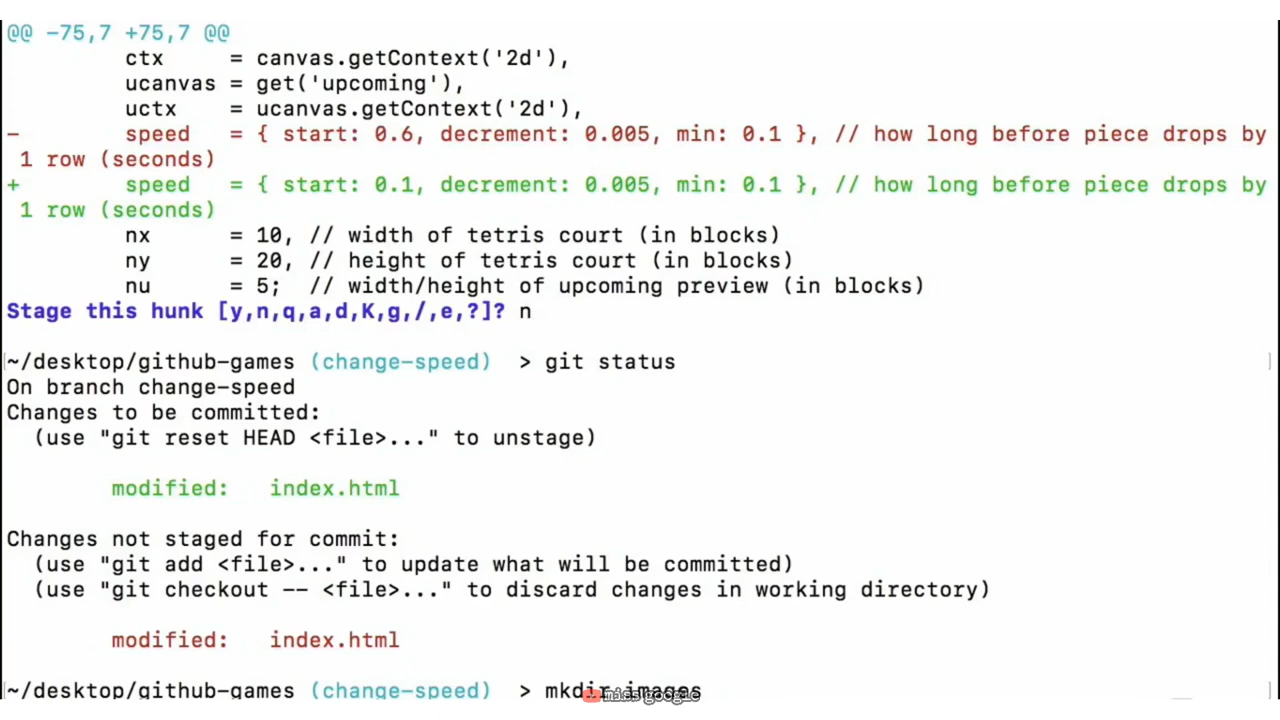 @@ -75,7 +75,7 @@
ctx = canvas.getContext('2d'),
ucanvas = get('upcoming'),
uctx = ucanvas.getContext('2d'),
- speed = { start: 0.6, decrement: 0.005, min: 0.1 }, // how long before piece drops by
1 row (seconds)
+ speed = { start: 0.1, decrement: 0.005, min: 0.1 }, // how long before piece drops by
1 row (seconds)
nx = 10, // width of tetris court (in blocks)
ny = 20, // height of tetris court (in blocks)
nu = 5; // width/height of upcoming preview (in blocks)
Stage this hunk [y,n,q,a,d,K,g,/,e,?]? n
[~/desktop/github-games (change-speed) > git status ]
On branch change-speed
Changes to be committed:
(use "git reset HEAD <file>..." to unstage)
modified: index.html
Changes not staged for commit:
(use "git add <file>..." to update what will be committed)
(use "git checkout -- <file>..." to discard changes in working directory)
modified: index.html
[~/desktop/github-games (change-speed) > mkdir images ]
miss google